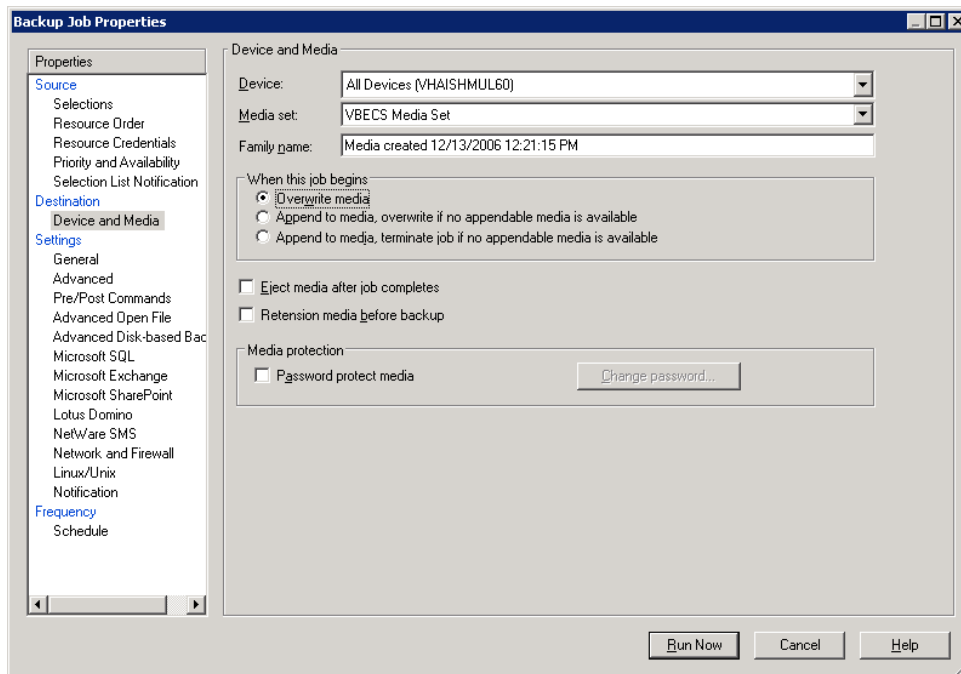 Backup Job Properties
Properties
Source
Selections
Resource Order
Resource Credentials
Priority and Availability
Selection List Notification
Destination
Device and Media
Settings
General
Advanced
Pre/Post Commands
Advanced Open File
Advanced Disk-based Bac
Microsoft SQL
Microsoft Exchange
Microsoft SharePoint
Lotus Domino
NetWare SMS
Network and Firewall
Linux/Unix
Notification
Frequency
Schedule
Device and Media
Device: All Devices (VHAISHMUL60)
Media set: VBECS Media Set
Family name: Media created 12/13/2006 12:21:15 PM
When this job begins
Overwrite media
Append to media, overwrite if no appendable media is available
Append to media, terminate job if no appendable media is available
Eject media after job completes
Retension media before backup
Media protection
Password protect media Change password...
Run Now Cancel Help